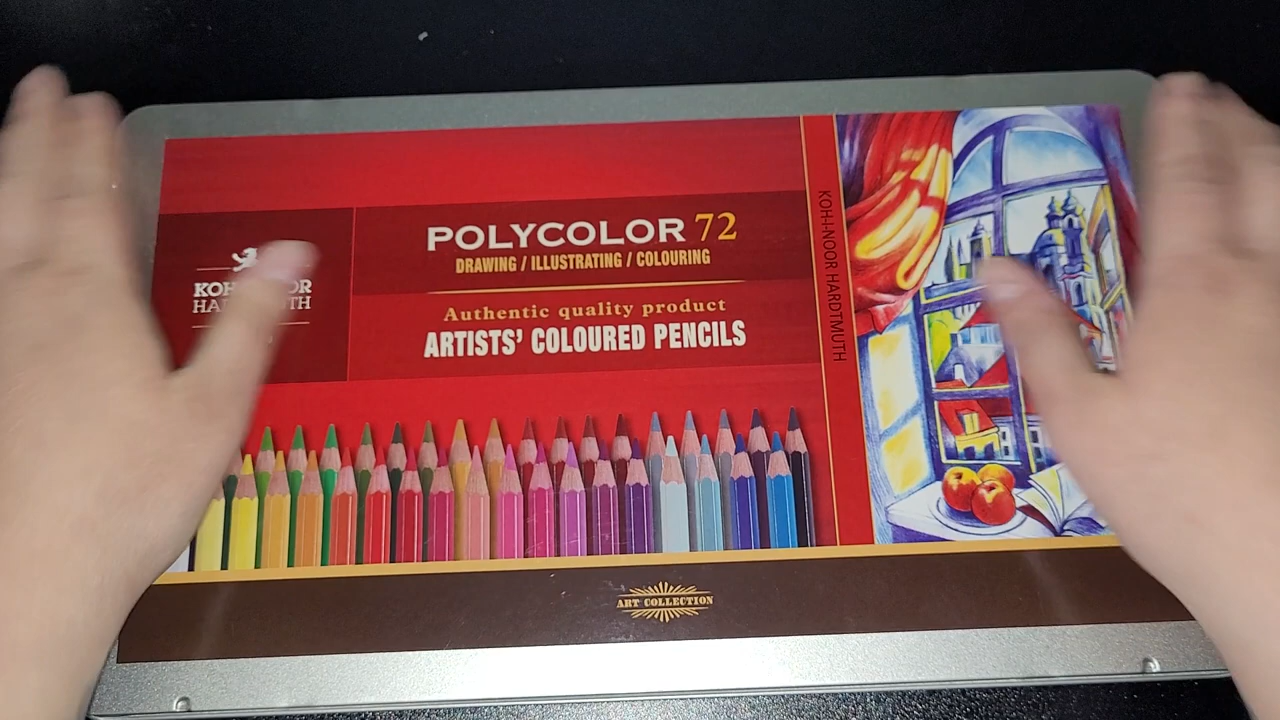 POLYCOLOR 72
DRAWING / ILLUSTRATING / COLOURING
Authentic quality product
ARTISTS' COLOURED PENCILS
KOH-I-NOOR HARDTMUTH
ART COLLECTION